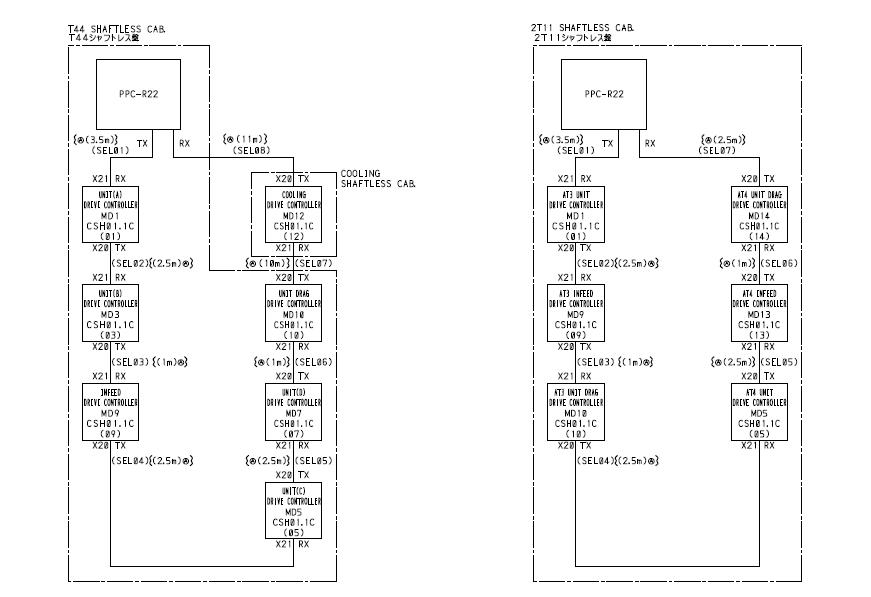 T44 SHAFTLESS CAB.
T44シャフトレス盤
PPC-R22
{Ⓐ(3.5m)}
(SEL01)
TX
RX
{Ⓐ(11m)}
(SEL08)
COOLING
SHAFTLESS CAB.
X21 RX
UNIT(A)
DRIVE CONTROLLER
MD1
CSH01.1C
(01)
X20 TX
(SEL02){(2.5m)Ⓐ}
X21 RX
UNIT(B)
DRIVE CONTROLLER
MD3
CSH01.1C
(03)
X20 TX
(SEL03){(1m)Ⓐ}
X21 RX
INFEED
DRIVE CONTROLLER
MD9
CSH01.1C
(09)
X20 TX
(SEL04){(2.5m)Ⓐ}
X20 TX
COOLING
DRIVE CONTROLLER
MD12
CSH01.1C
(12)
X21 RX
{Ⓐ(10m)} (SEL07)
X20 TX
UNIT DRAG
DRIVE CONTROLLER
MD10
CSH01.1C
(10)
X21 RX
{Ⓐ(1m)} (SEL06)
X20 TX
UNIT(D)
DRIVE CONTROLLER
MD7
CSH01.1C
(07)
X21 RX
{Ⓐ(2.5m)} (SEL05)
X20 TX
UNIT(C)
DRIVE CONTROLLER
MD5
CSH01.1C
(05)
X21 RX
2T11 SHAFTLESS CAB.
2T11シャフトレス盤
PPC-R22
{Ⓐ(3.5m)}
(SEL01)
TX
RX
{Ⓐ(2.5m)}
(SEL07)
X21 RX
AT3 UNIT
DRIVE CONTROLLER
MD1
CSH01.1C
(01)
X20 TX
(SEL02){(2.5m)Ⓐ}
X21 RX
AT3 INFEED
DRIVE CONTROLLER
MD9
CSH01.1C
(09)
X20 TX
(SEL03){(1m)Ⓐ}
X21 RX
AT3 UNIT DRAG
DRIVE CONTROLLER
MD10
CSH01.1C
(10)
X20 TX
(SEL04){(2.5m)Ⓐ}
X20 TX
AT4 UNIT DRAG
DRIVE CONTROLLER
MD14
CSH01.1C
(14)
X21 RX
{Ⓐ(1m)} (SEL06)
X20 TX
AT4 INFEED
DRIVE CONTROLLER
MD13
CSH01.1C
(13)
X21 RX
{Ⓐ(2.5m)} (SEL05)
X20 TX
AT4 UNIT
DRIVE CONTROLLER
MD5
CSH01.1C
(05)
X21 RX